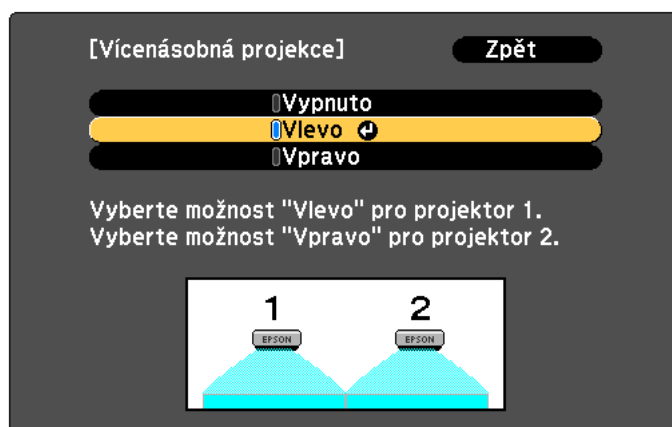 [Vícenásobná projekce] Zpět
Vypnuto
Vlevo
Vpravo
Vyberte možnost "Vlevo" pro projektor 1.
Vyberte možnost "Vpravo" pro projektor 2.
1 2
EPSON EPSON